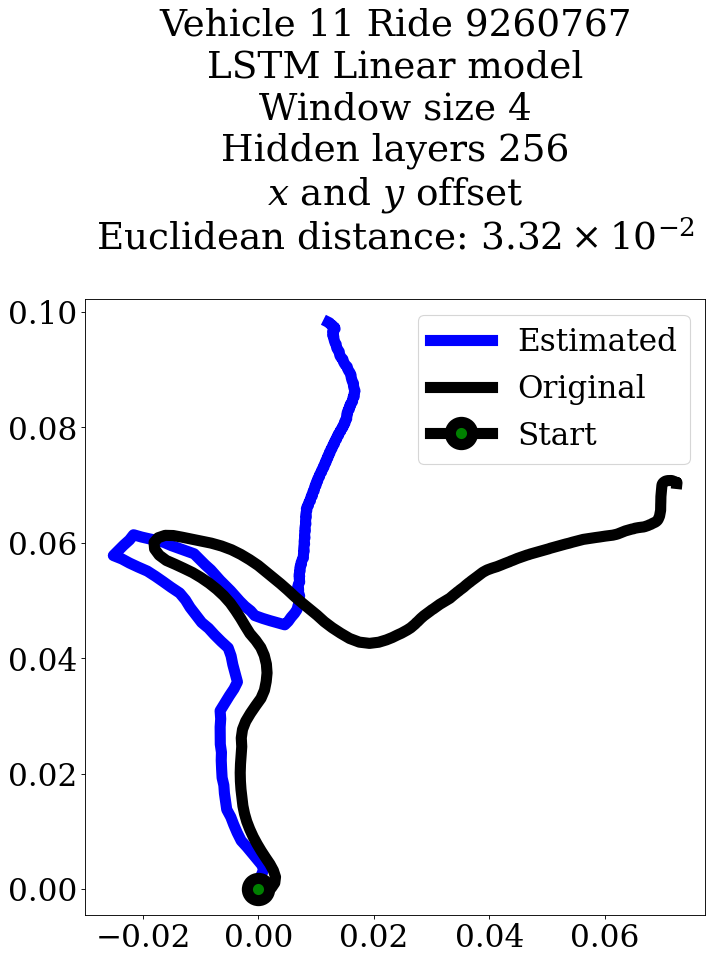 Vehicle 11 Ride 9260767
LSTM Linear model
Window size 4
Hidden layers 256
x and y offset
Euclidean distance: 3.32 × 10⁻²
0.10
0.08
0.06
0.04
0.02
0.00
Estimated
Original
Start
−0.02 0.00 0.02 0.04 0.06